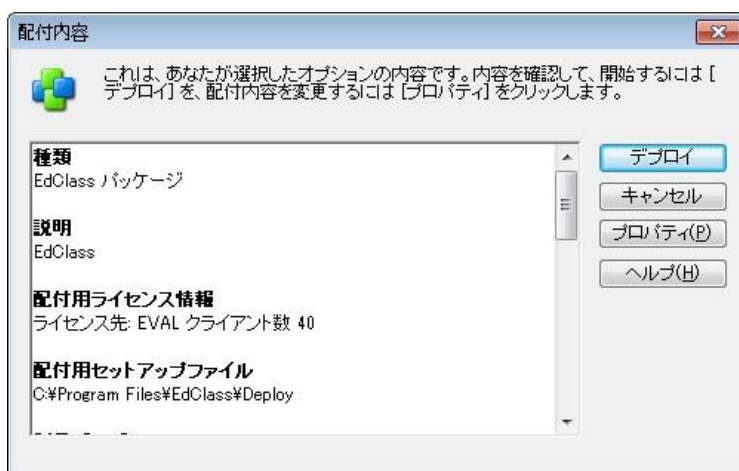 配付内容
これは、あなたが選択したオプションの内容です。内容を確認して、開始するには [
デプロイ] を、配付内容を変更するには [プロパティ] をクリックします。
種類
EdClass パッケージ
説明
EdClass
配付用ライセンス情報
ライセンス先: EVAL クライアント数 40
配付用セットアップファイル
C:¥Program Files¥EdClass¥Deploy
デプロイ
キャンセル
プロパティ(P)
ヘルプ(H)